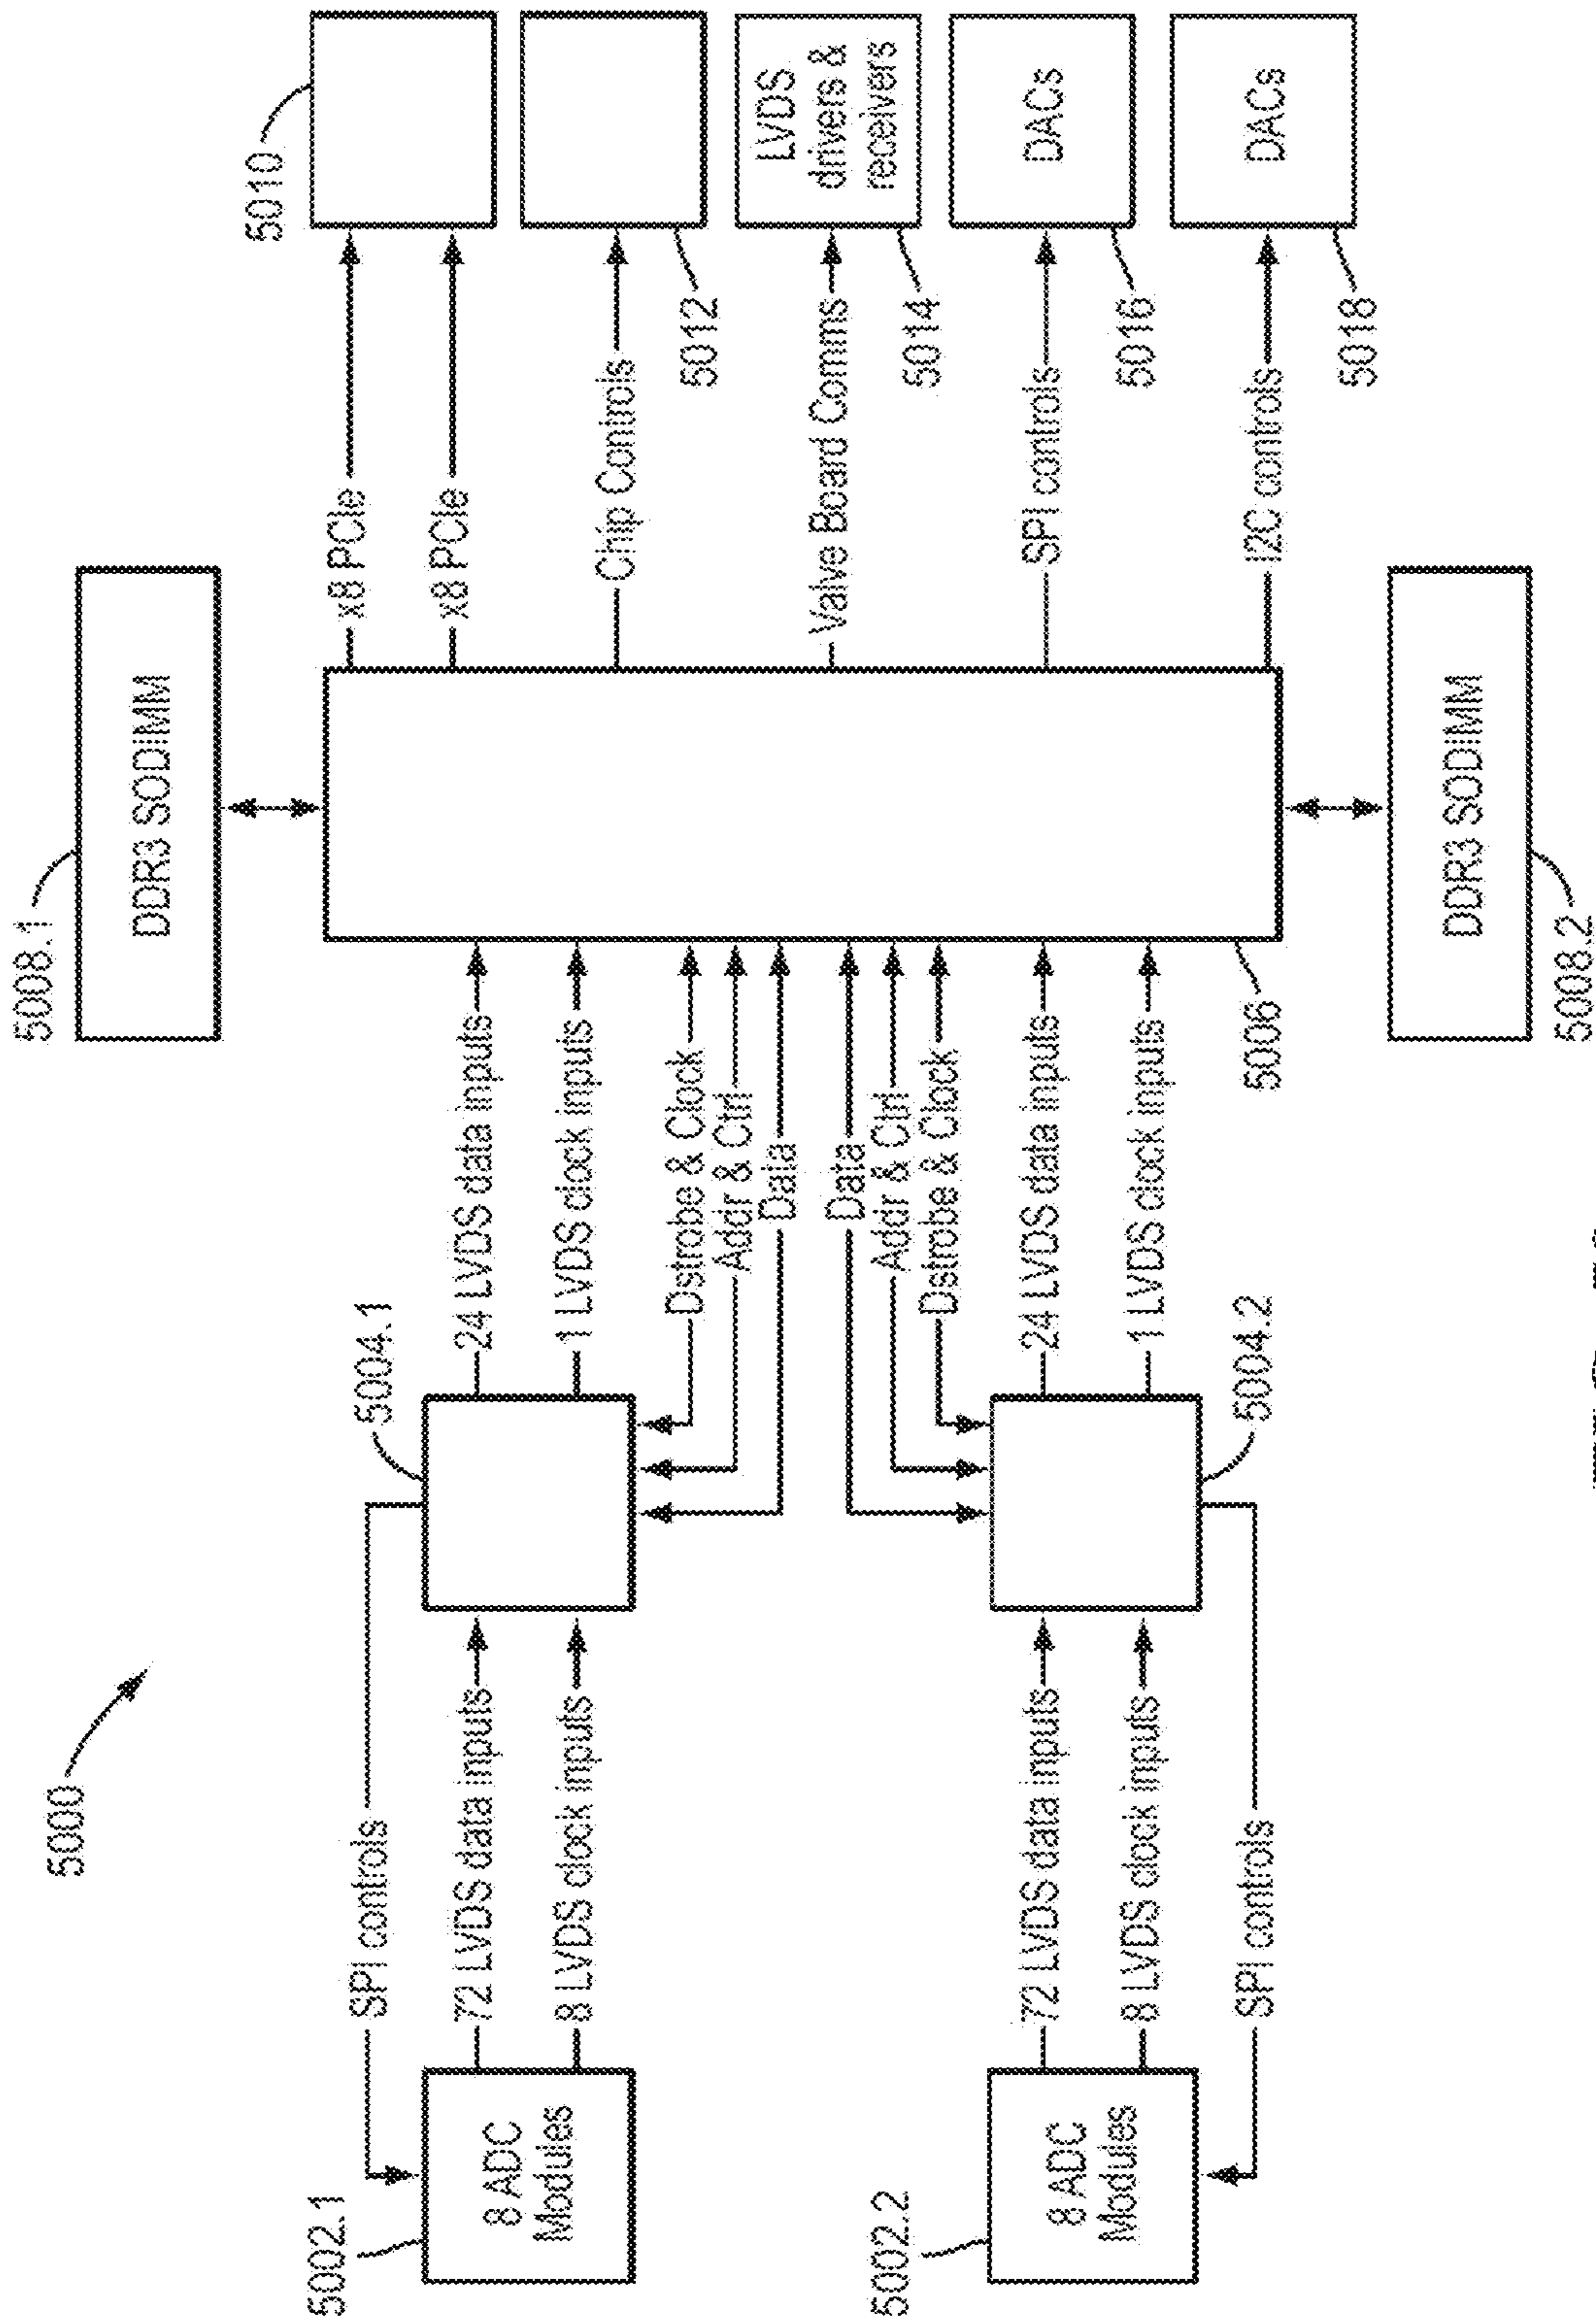 5000
5008.1
DDR3 SODIMM
5002.1
8 ADC
Modules
SPI controls
72 LVDS data inputs
8 LVDS clock inputs
5004.1
24 LVDS data inputs
1 LVDS clock inputs
Dstrobe & Clock
Addr & Ctrl
Data
Data
Addr & Ctrl
Dstrobe & Clock
5002.2
8 ADC
Modules
72 LVDS data inputs
8 LVDS clock inputs
SPI controls
5004.2
24 LVDS data inputs
1 LVDS clock inputs
5006
x8 PCIe
x8 PCIe
5010
Chip Controls
5012
Valve Board Comms
LVDS
drivers &
receivers
5014
SPI controls
DACs
5016
I2C controls
DACs
5018
DDR3 SODIMM
5008.2